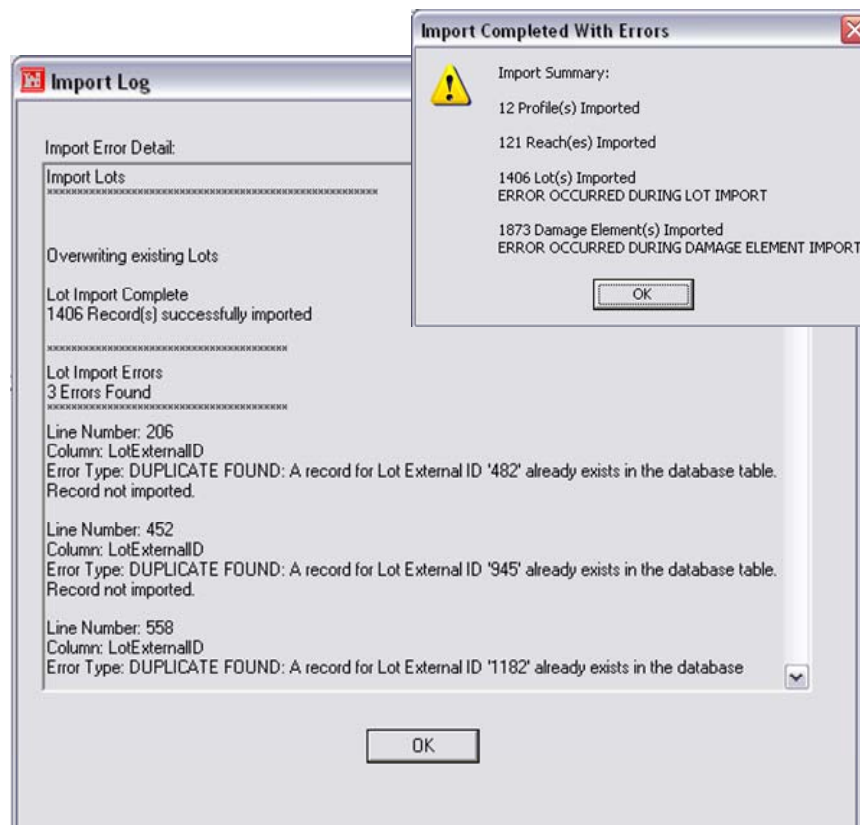 Import Completed With Errors
Import Summary:
12 Profile(s) Imported
121 Reach(es) Imported
1406 Lot(s) Imported
ERROR OCCURRED DURING LOT IMPORT
1873 Damage Element(s) Imported
ERROR OCCURRED DURING DAMAGE ELEMENT IMPORT
OK
Import Log
Import Error Detail:
Import Lots
*******************************************************
Overwriting existing Lots
Lot Import Complete
1406 Record(s) successfully imported
****************************************
Lot Import Errors
3 Errors Found
****************************************
Line Number: 206
Column: LotExternalID
Error Type: DUPLICATE FOUND: A record for Lot External ID '482' already exists in the database table.
Record not imported.
Line Number: 452
Column: LotExternalID
Error Type: DUPLICATE FOUND: A record for Lot External ID '945' already exists in the database table.
Record not imported.
Line Number: 558
Column: LotExternalID
Error Type: DUPLICATE FOUND: A record for Lot External ID '1182' already exists in the database
OK